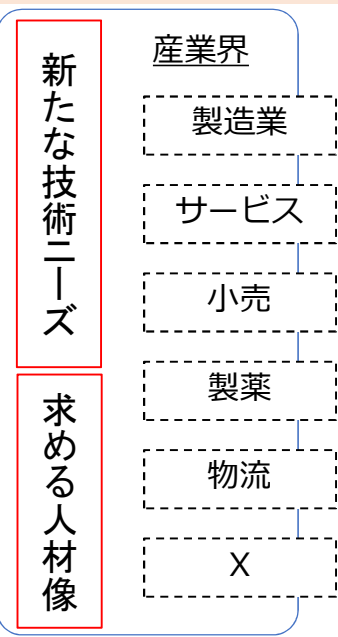 新たな技術ニーズ
求める人材像
産業界
製造業
サービス
小売
製薬
物流
X